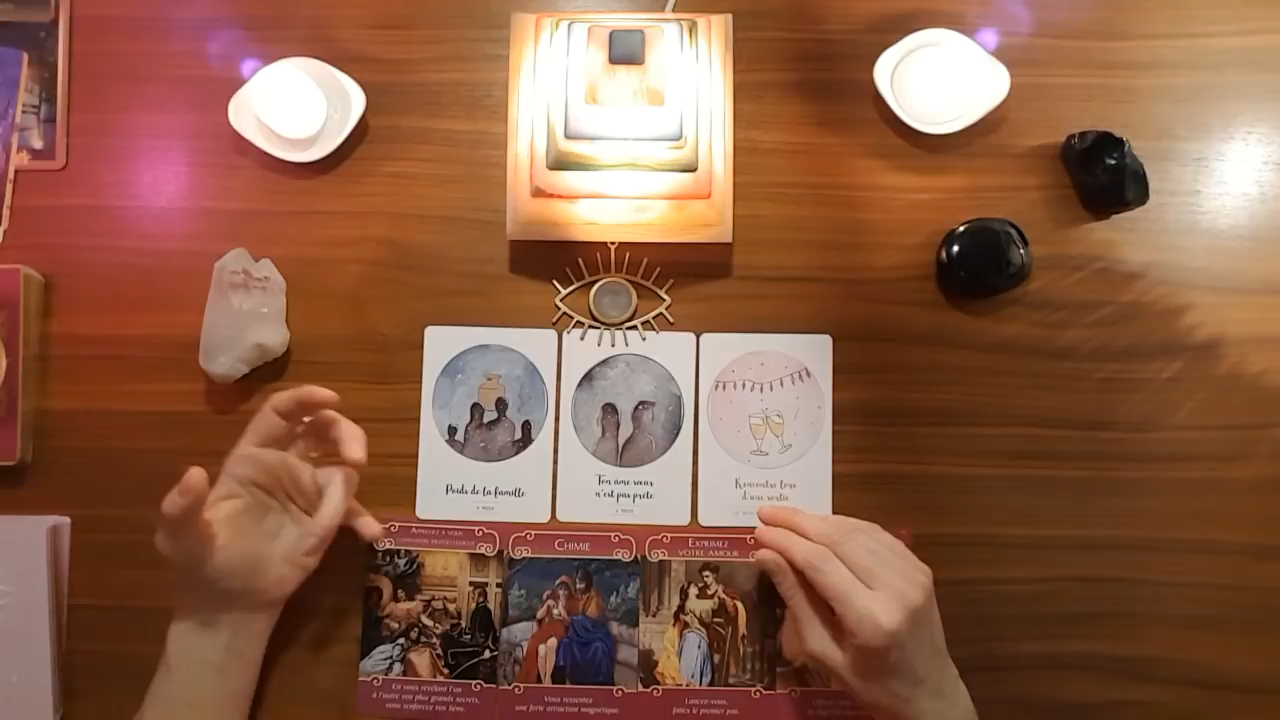 Poids de la famille
Ton âme sœur
n'est pas prête
Rencontre lors
d'une sortie
Apprenez à vous
Chimie
Exprimez
votre amour
En vous révélant l'un
à l'autre vos plus grands secrets,
vous renforcez vos liens.
Vous ressentez
une forte attraction magnétique.
Lancez-vous,
faites le premier pas.